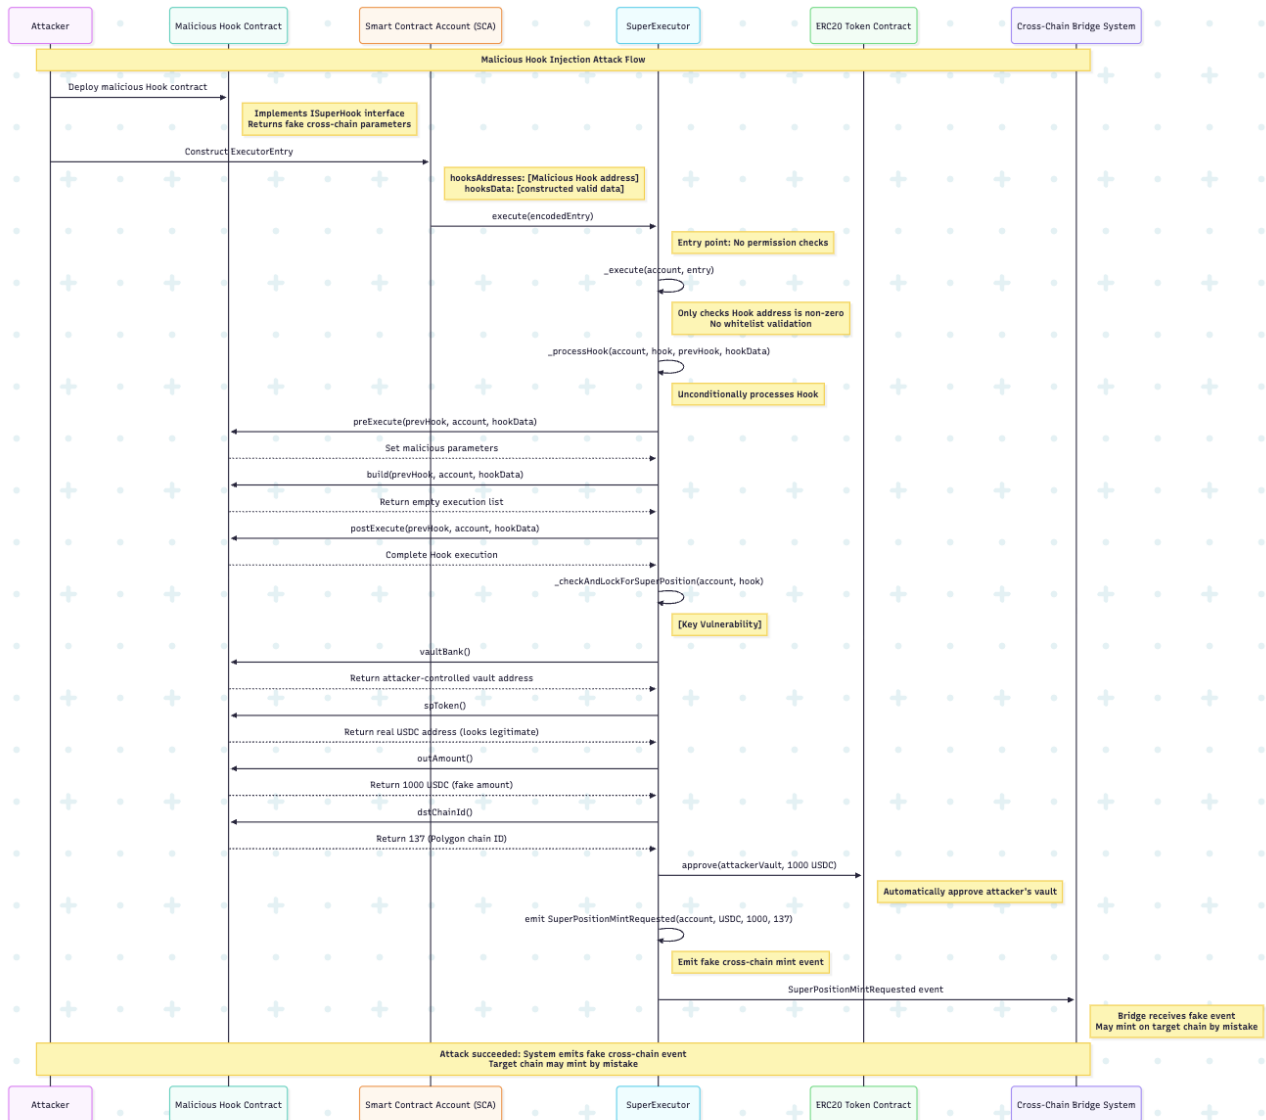 Attacker
Malicious Hook Contract
Smart Contract Account (SCA)
SuperExecutor
ERC20 Token Contract
Cross-Chain Bridge System
Malicious Hook Injection Attack Flow
Deploy malicious Hook contract
Implements ISuperHook interface
Returns fake cross-chain parameters
Construct ExecutorEntry
hooksAddresses: [Malicious Hook address]
hooksData: [constructed valid data]
execute(encodedEntry)
Entry point: No permission checks
_execute(account, entry)
Only checks Hook address is non-zero
No whitelist validation
_processHook(account, hook, prevHook, hookData)
Unconditionally processes Hook
preExecute(prevHook, account, hookData)
Set malicious parameters
build(prevHook, account, hookData)
Return empty execution list
postExecute(prevHook, account, hookData)
Complete Hook execution
_checkAndLockForSuperPosition(account, hook)
[Key Vulnerability]
vaultBank()
Return attacker-controlled vault address
spToken()
Return real USDC address (looks legitimate)
outAmount()
Return 1000 USDC (fake amount)
dstChainId()
Return 137 (Polygon chain ID)
approve(attackerVault, 1000 USDC)
Automatically approve attacker's vault
emit SuperPositionMintRequested(account, USDC, 1000, 137)
Emit fake cross-chain mint event
SuperPositionMintRequested event
Bridge receives fake event
May mint on target chain by mistake
Attack succeeded: System emits fake cross-chain event
Target chain may mint by mistake
Attacker
Malicious Hook Contract
Smart Contract Account (SCA)
SuperExecutor
ERC20 Token Contract
Cross-Chain Bridge System